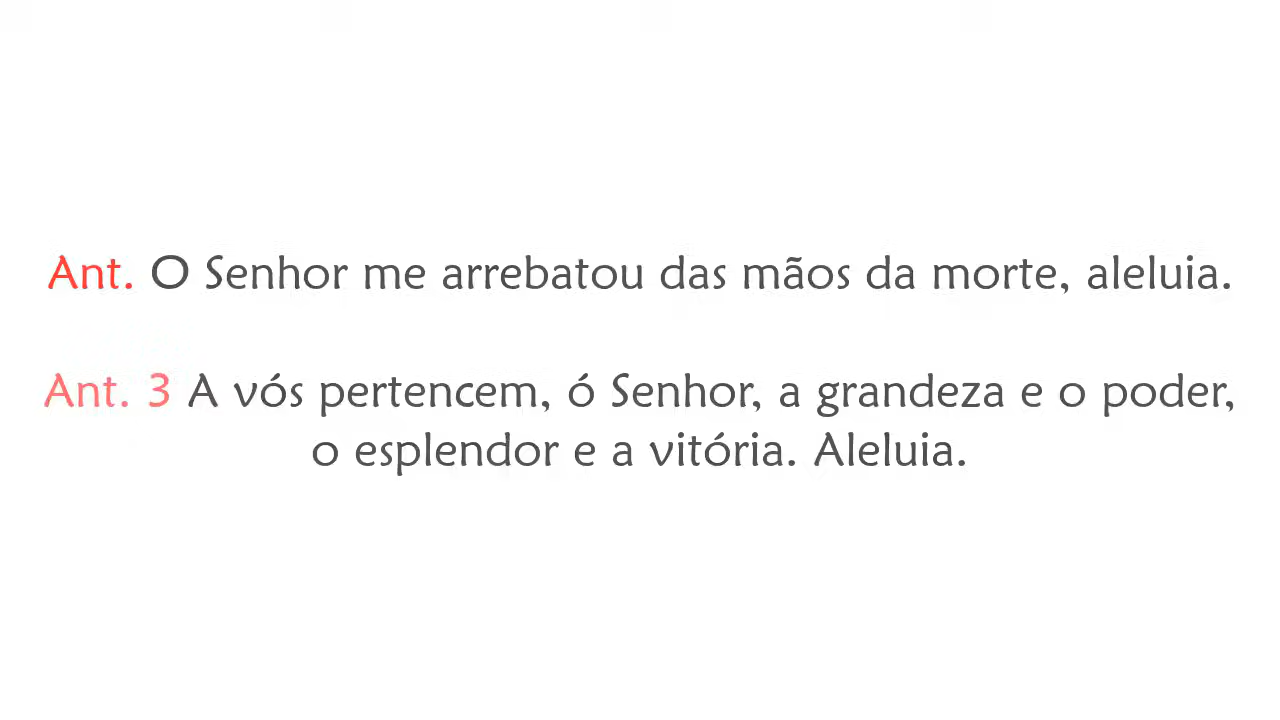 Ant. O Senhor me arrebatou das mãos da morte, aleluia.
Ant. 3 A vós pertencem, ó Senhor, a grandeza e o poder,
o esplendor e a vitória. Aleluia.